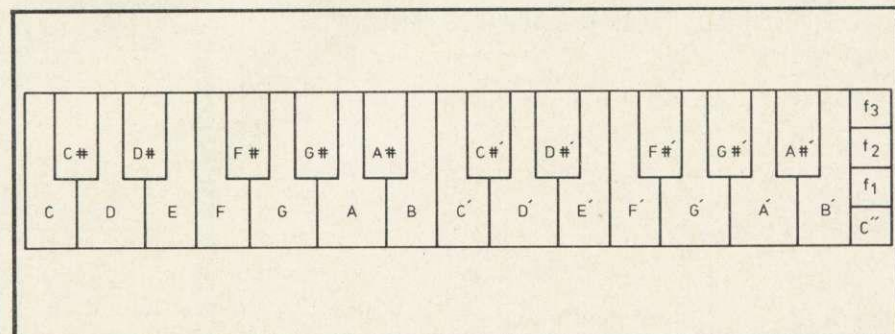 f3
C# D# F# G# A# C#´ D#´ F#´ G#´ A#´ f2
f1
C D E F G A B C´ D´ E´ F´ G´ A´ B´ C´´